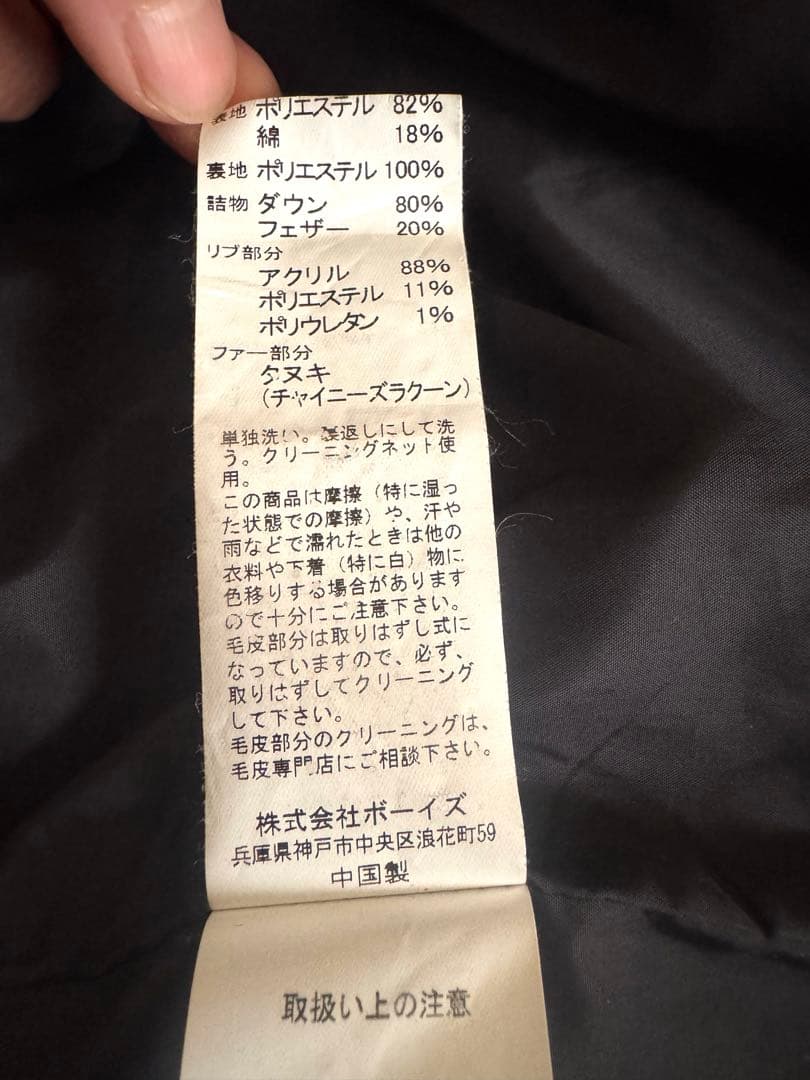 表地 ポリエステル 82%
綿 18%
裏地 ポリエステル 100%
詰物 ダウン 80%
フェザー 20%
リブ部分
アクリル 88%
ポリエステル 11%
ポリウレタン 1%
ファー部分
タヌキ
(チャイニーズラクーン)
単独洗い。裏返しにして洗
う。クリーニングネット使
用。
この商品は摩擦（特に湿っ
た状態での摩擦）や、汗や
雨などで濡れたときは他の
衣料や下着（特に白）物に
色移りする場合があります
ので十分にご注意下さい。
毛皮部分は取りはずし式に
なっていますので、必ず、
取りはずしてクリーニング
して下さい。
毛皮部分のクリーニングは、
毛皮専門店にご相談下さい。
株式会社ボーイズ
兵庫県神戸市中央区浪花町59
中国製
取扱い上の注意